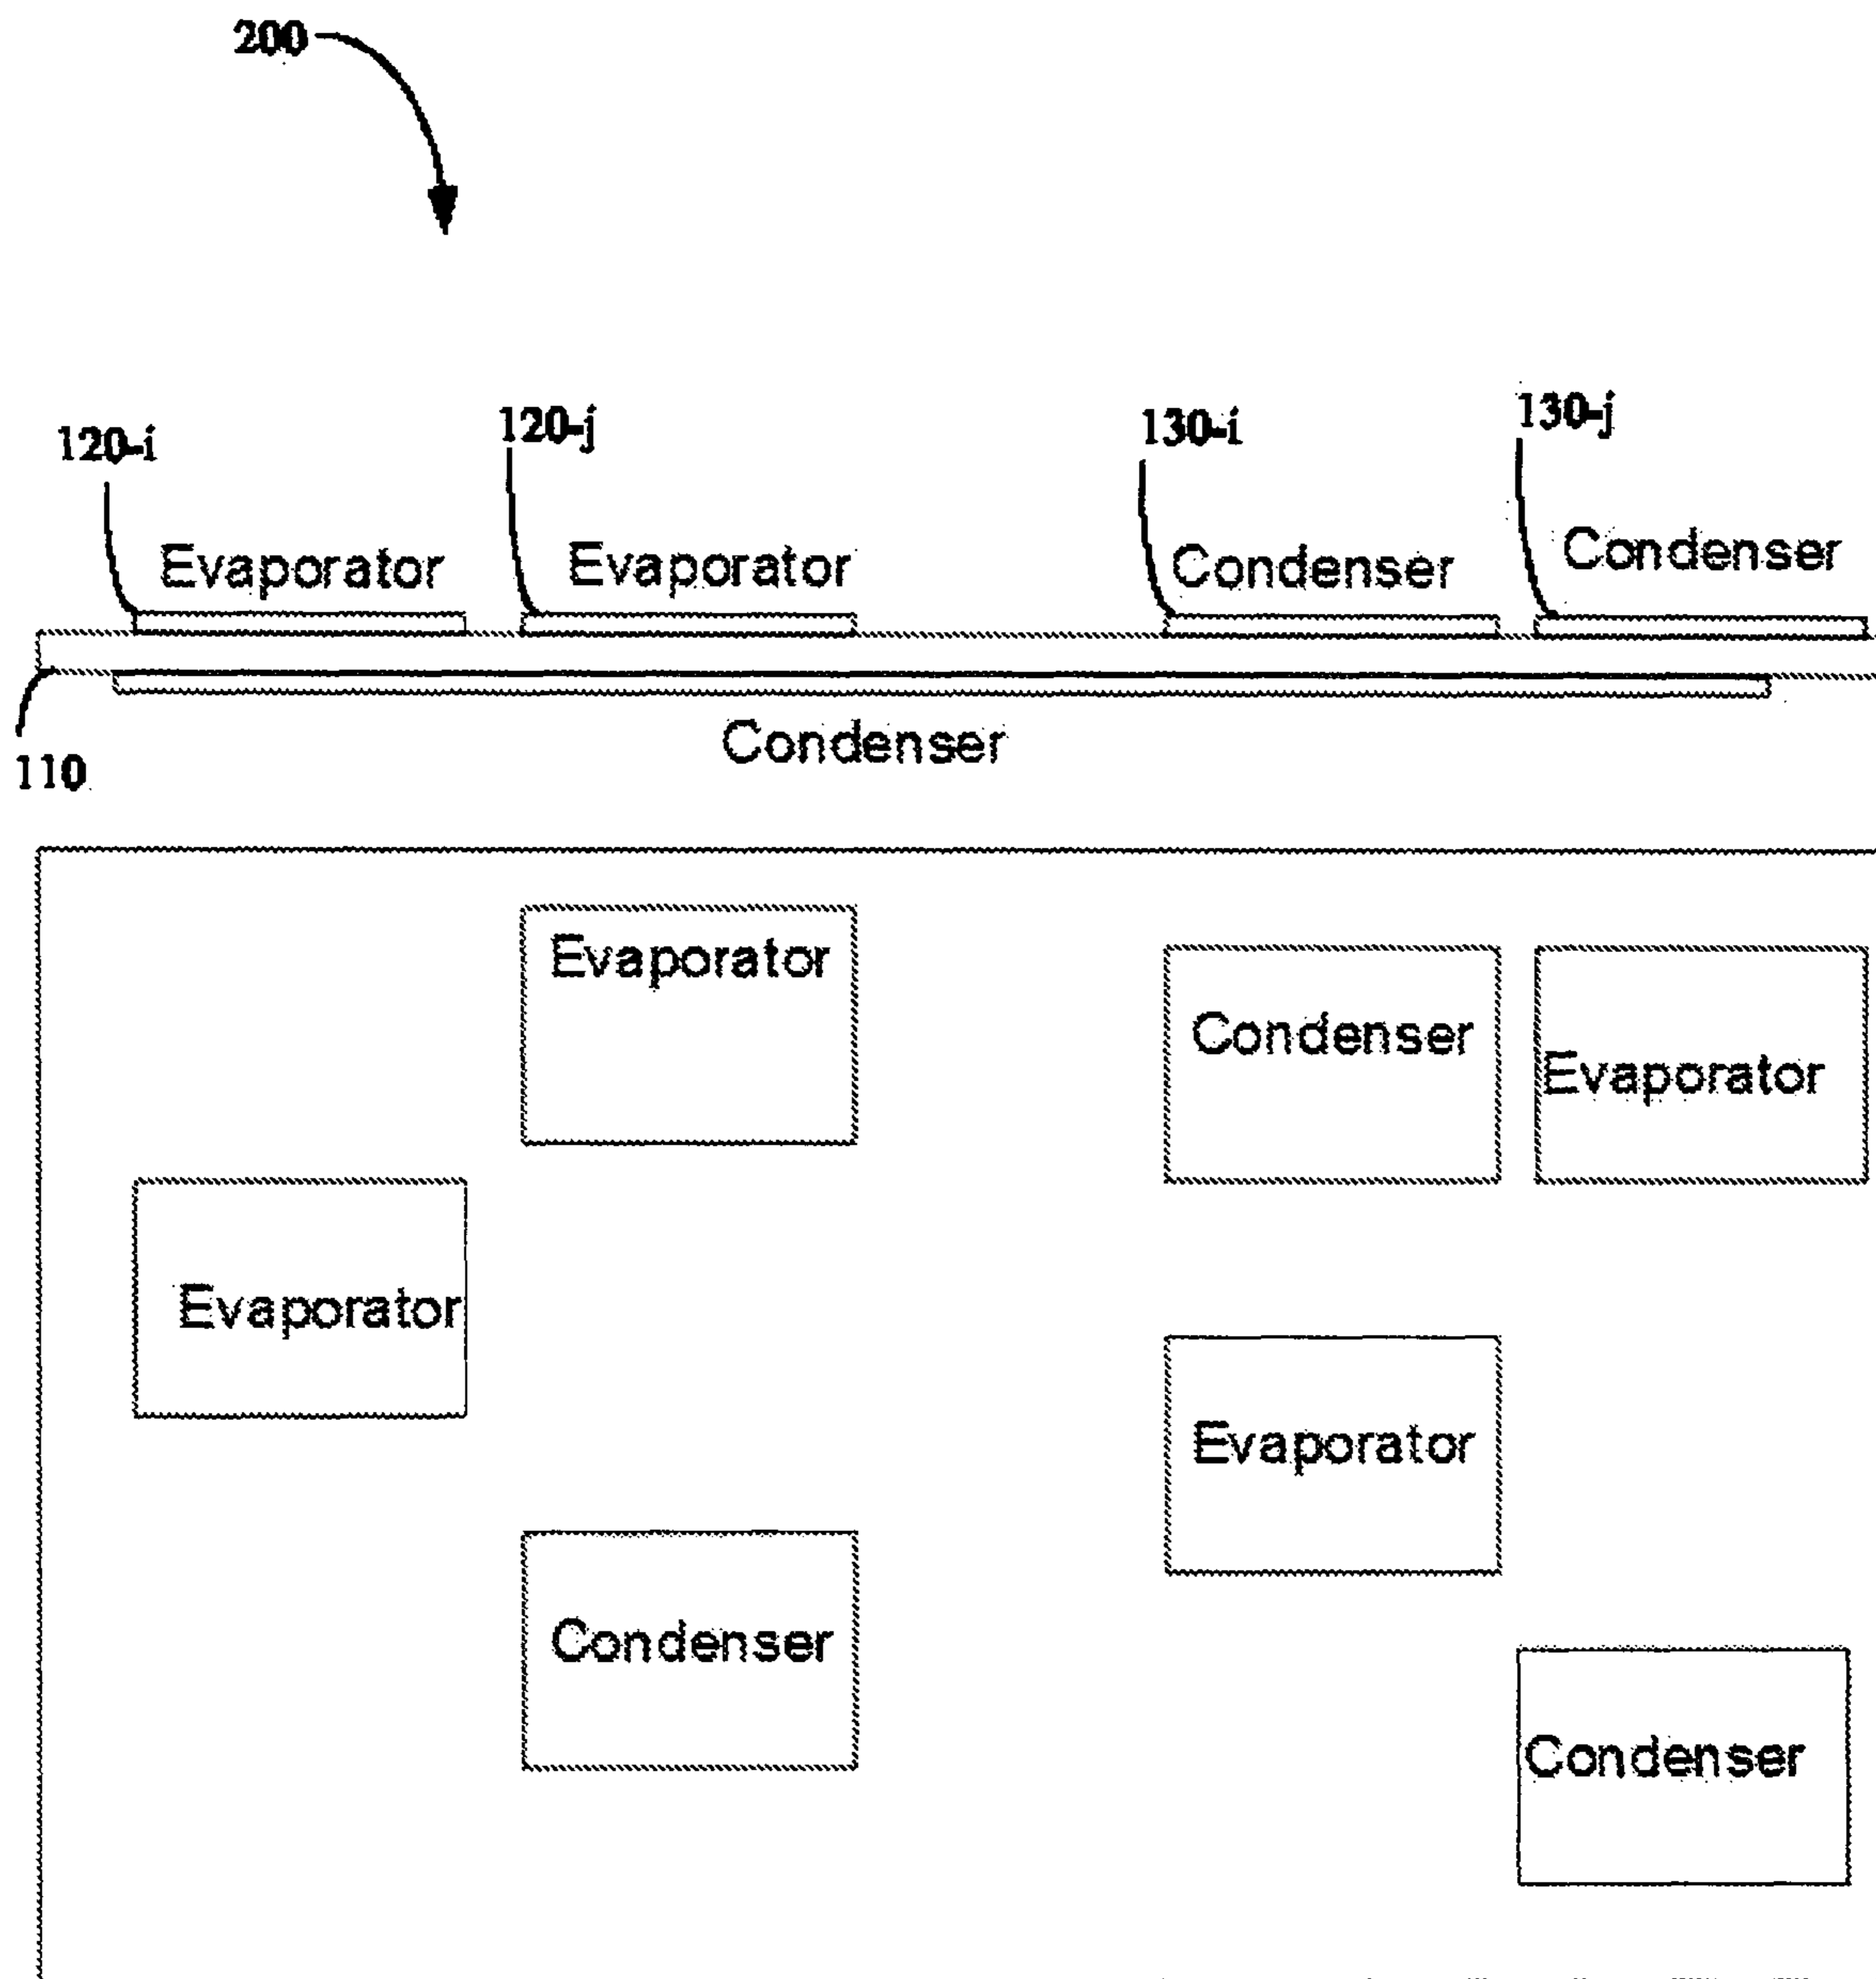 200
120-i
120-j
130-i
130-j
Evaporator
Evaporator
Condenser
Condenser
110
Condenser
Evaporator
Condenser
Evaporator
Evaporator
Evaporator
Condenser
Condenser